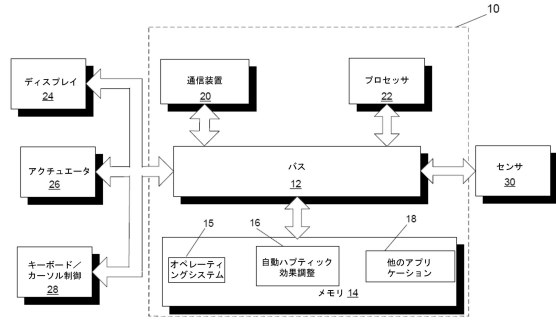 10
ディスプレイ
24
通信装置
20
プロセッサ
22
アクチュエータ
26
バス
12
センサ
30
15
16
18
オペレーティ
ングシステム
自動ハプティック
効果調整
他のアプリ
ケーション
キーボード／
カーソル制御
28
メモリ 14